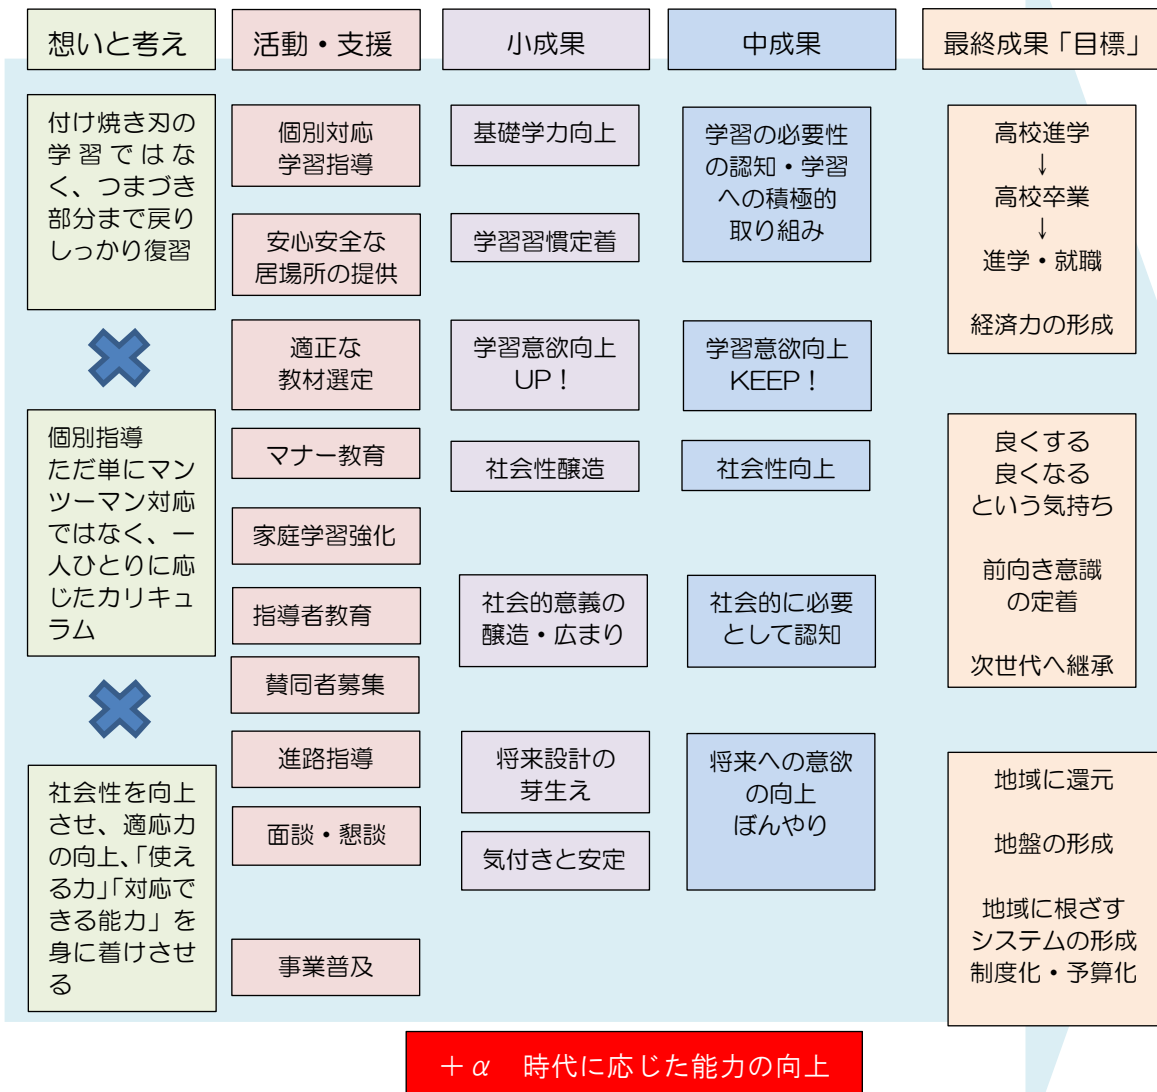 想いと考え
活動・支援
小成果
中成果
最終成果「目標」
付け焼き刃の
学習ではな
く、つまづき
部分まで戻り
しっかり復習
個別指導
ただ単にマン
ツーマン対応
ではなく、一
人ひとりに応
じたカリキュ
ラム
社会性を向上
させ、適応力
の向上、「使え
る力」「対応で
きる能力」を
身に着けさせ
る
個別対応
学習指導
安心安全な
居場所の提供
適正な
教材選定
マナー教育
家庭学習強化
指導者教育
賛同者募集
進路指導
面談・懇談
事業普及
基礎学力向上
学習習慣定着
学習意欲向上
UP！
社会性醸造
社会的意義の
醸造・広まり
将来設計の
芽生え
気付きと安定
学習の必要性
の認知・学習
への積極的
取り組み
学習意欲向上
KEEP！
社会性向上
社会的に必要
として認知
将来への意欲
の向上
ぼんやり
高校進学
↓
高校卒業
↓
進学・就職
経済力の形成
良くする
良くなる
という気持ち
前向き意識
の定着
次世代へ継承
地域に還元
地盤の形成
地域に根ざす
システムの形成
制度化・予算化
＋α　時代に応じた能力の向上